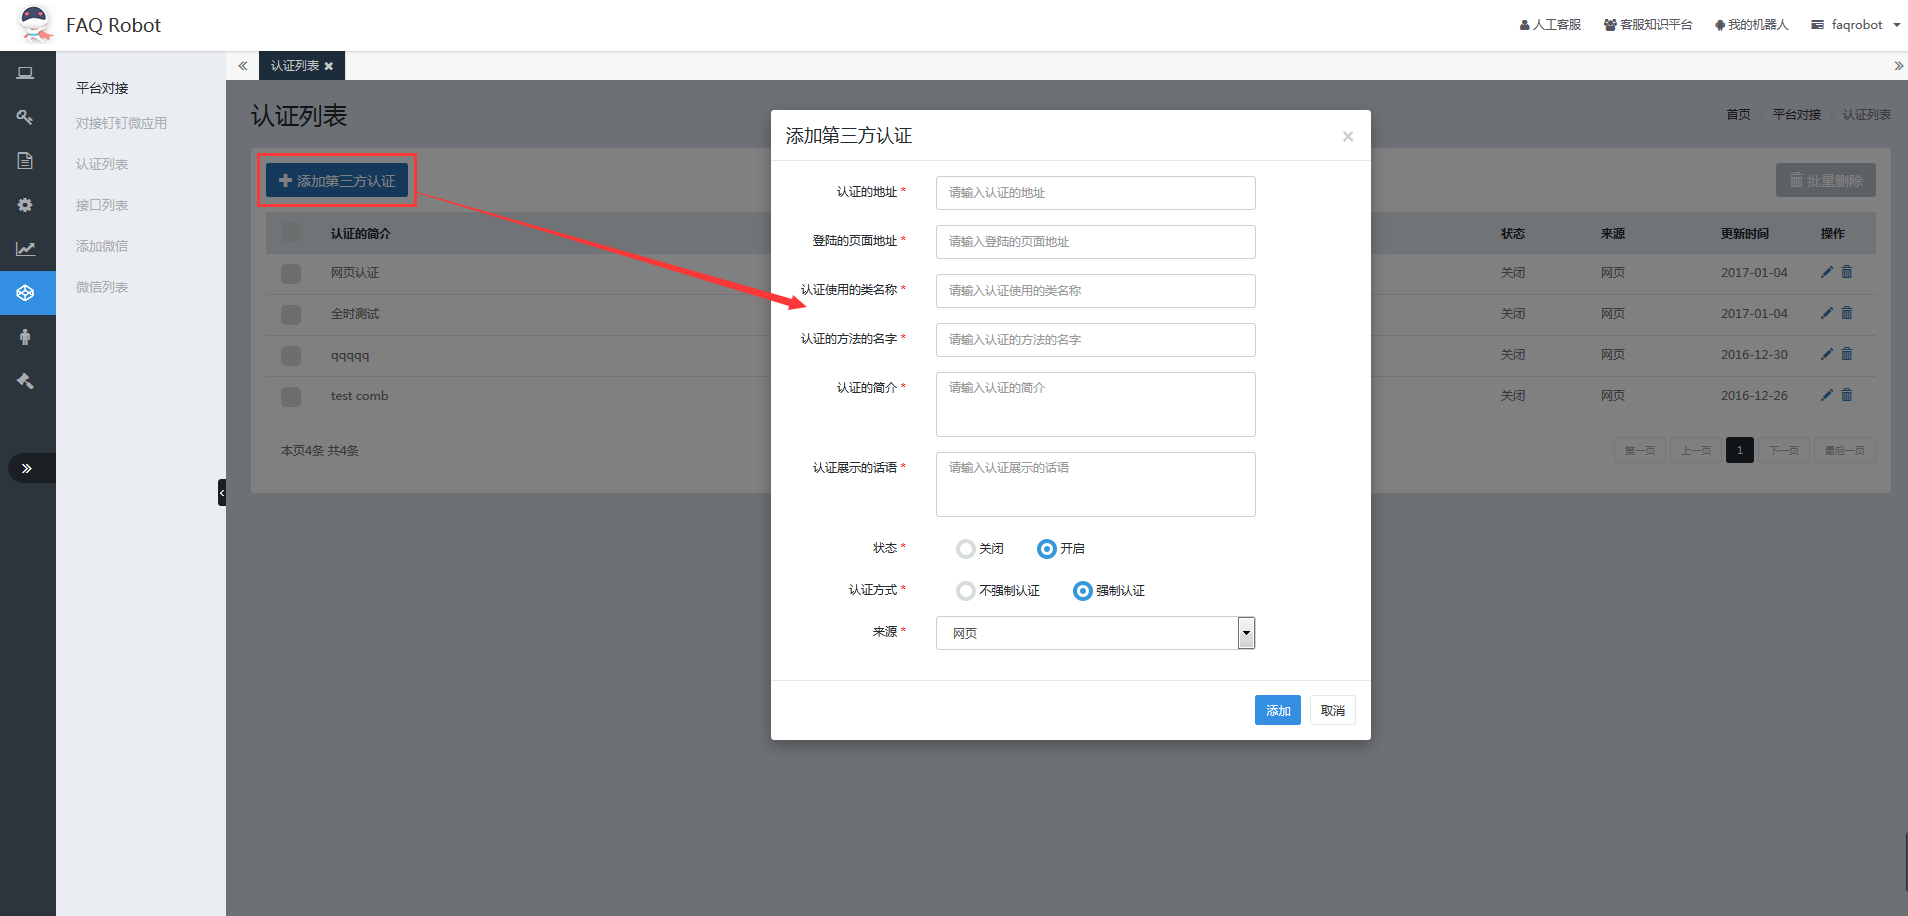 FAQ Robot
人工客服
客服知识平台
我的机器人
faqrobot
平台对接
对接钉钉微应用
认证列表
接口列表
添加微信
微信列表
认证列表
认证列表
首页 / 平台对接 / 认证列表
添加第三方认证
批量删除
认证的简介
状态
来源
更新时间
操作
网页认证
关闭
网页
2017-01-04
全时测试
关闭
网页
2017-01-04
qqqqq
关闭
网页
2016-12-30
test comb
关闭
网页
2016-12-26
本页4条 共4条
第一页
上一页
1
下一页
最后一页
添加第三方认证
×
认证的地址 *
请输入认证的地址
登陆的页面地址 *
请输入登陆的页面地址
认证使用的类名称 *
请输入认证使用的类名称
认证的方法的名字 *
请输入认证的方法的名字
认证的简介 *
请输入认证的简介
认证展示的话语 *
请输入认证展示的话语
状态 *
关闭
开启
认证方式 *
不强制认证
强制认证
来源 *
网页
添加
取消